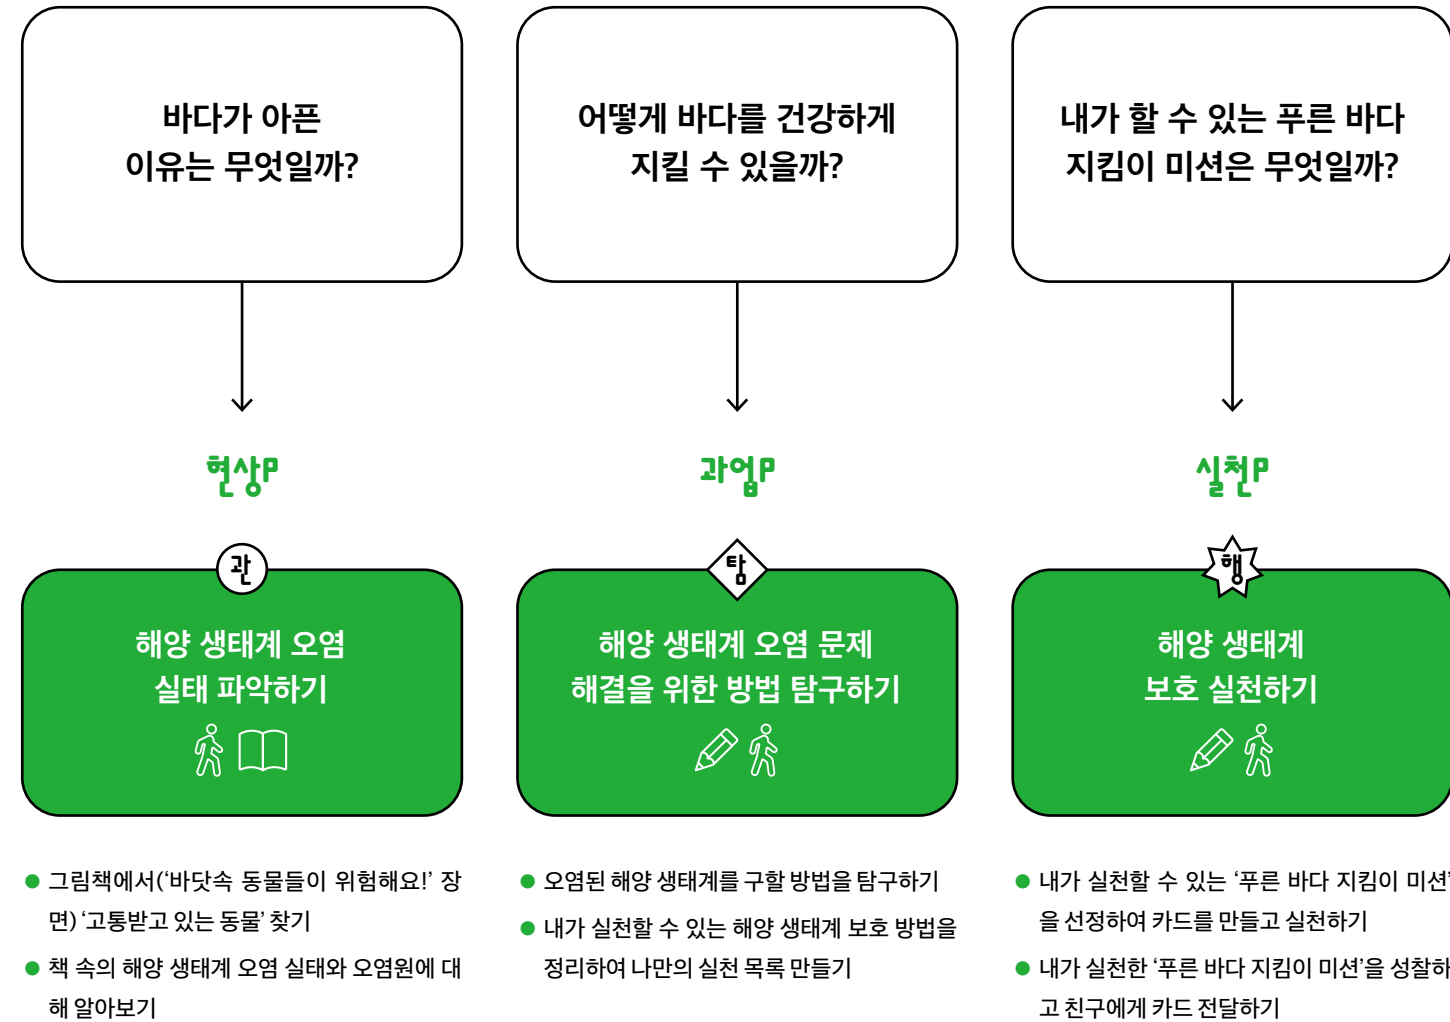 바다가 아픈
이유는 무엇일까?
어떻게 바다를 건강하게
지킬 수 있을까?
내가 할 수 있는 푸른 바다
지킴이 미션은 무엇일까?
현상P
과업P
실천P
관
해양 생태계 오염
실태 파악하기
탐
해양 생태계 오염 문제
해결을 위한 방법 탐구하기
행
해양 생태계
보호 실천하기
● 그림책에서(‘바닷속 동물들이 위험해요!’ 장
면) ‘고통받고 있는 동물’ 찾기
● 책 속의 해양 생태계 오염 실태와 오염원에 대
해 알아보기
● 오염된 해양 생태계를 구할 방법을 탐구하기
● 내가 실천할 수 있는 해양 생태계 보호 방법을
정리하여 나만의 실천 목록 만들기
● 내가 실천할 수 있는 ‘푸른 바다 지킴이 미션’
을 선정하여 카드를 만들고 실천하기
● 내가 실천한 ‘푸른 바다 지킴이 미션’을 성찰하
고 친구에게 카드 전달하기